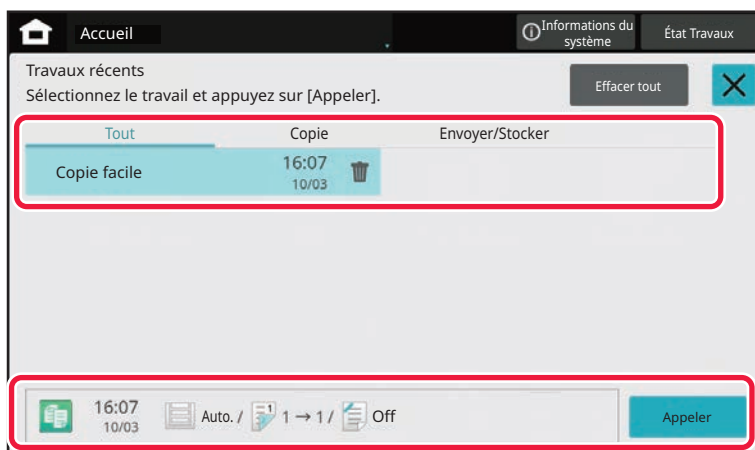 Accueil
Informations du
système
État Travaux
Travaux récents
Sélectionnez le travail et appuyez sur [Appeler].
Effacer tout
Tout
Copie
Envoyer/Stocker
Copie facile
16:07
10/03
16:07
10/03
Auto. / 1 → 1 / Off
Appeler